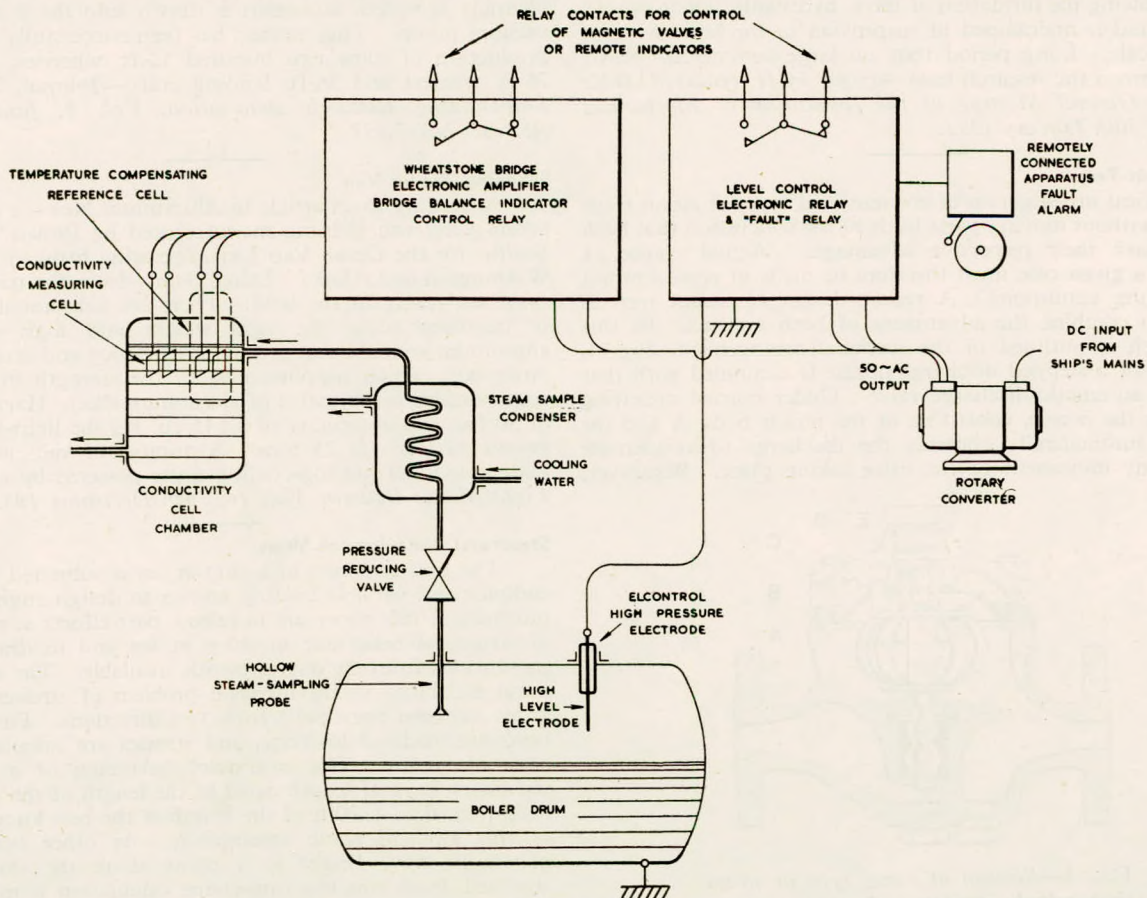 RELAY CONTACTS FOR CONTROL
OF MAGNETIC VALVES
OR REMOTE INDICATORS
WHEATSTONE BRIDGE
ELECTRONIC AMPLIFIER
BRIDGE BALANCE INDICATOR
CONTROL RELAY
LEVEL CONTROL
ELECTRONIC RELAY
& "FAULT" RELAY
REMOTELY
CONNECTED
APPARATUS
FAULT
ALARM
TEMPERATURE COMPENSATING
REFERENCE CELL
CONDUCTIVITY
MEASURING CELL
DC INPUT
FROM
SHIP'S MAINS
50~AC
OUTPUT
STEAM SAMPLE
CONDENSER
COOLING
WATER
CONDUCTIVITY
CELL
CHAMBER
ROTARY
CONVERTER
PRESSURE
REDUCING
VALVE
ELCONTROL
HIGH PRESSURE
ELECTRODE
HOLLOW
STEAM-SAMPLING
PROBE
HIGH
LEVEL
ELECTRODE
BOILER DRUM